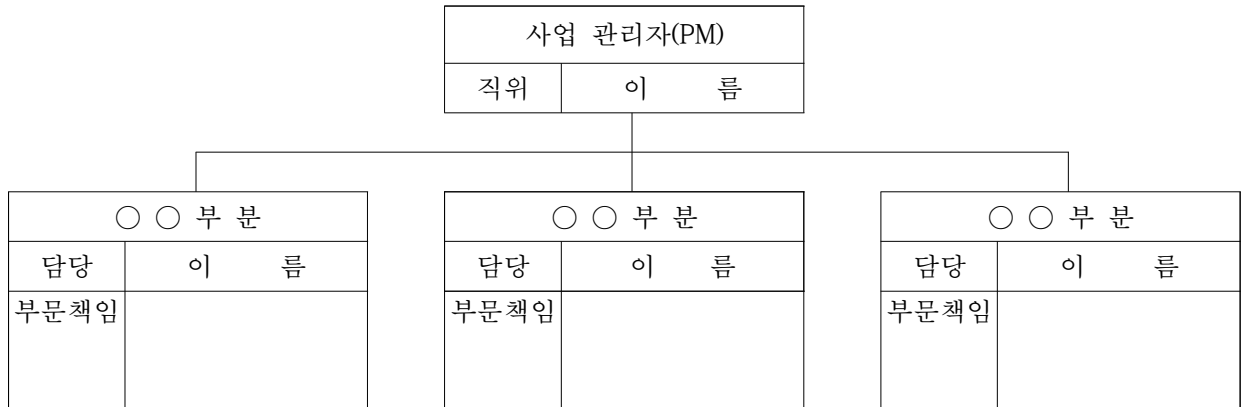 사업 관리자(PM)
직위 이 름
○ ○ 부 분 ○ ○ 부 분 ○ ○ 부 분
담당 이 름 담당 이 름 담당 이 름
부문책임 부문책임 부문책임